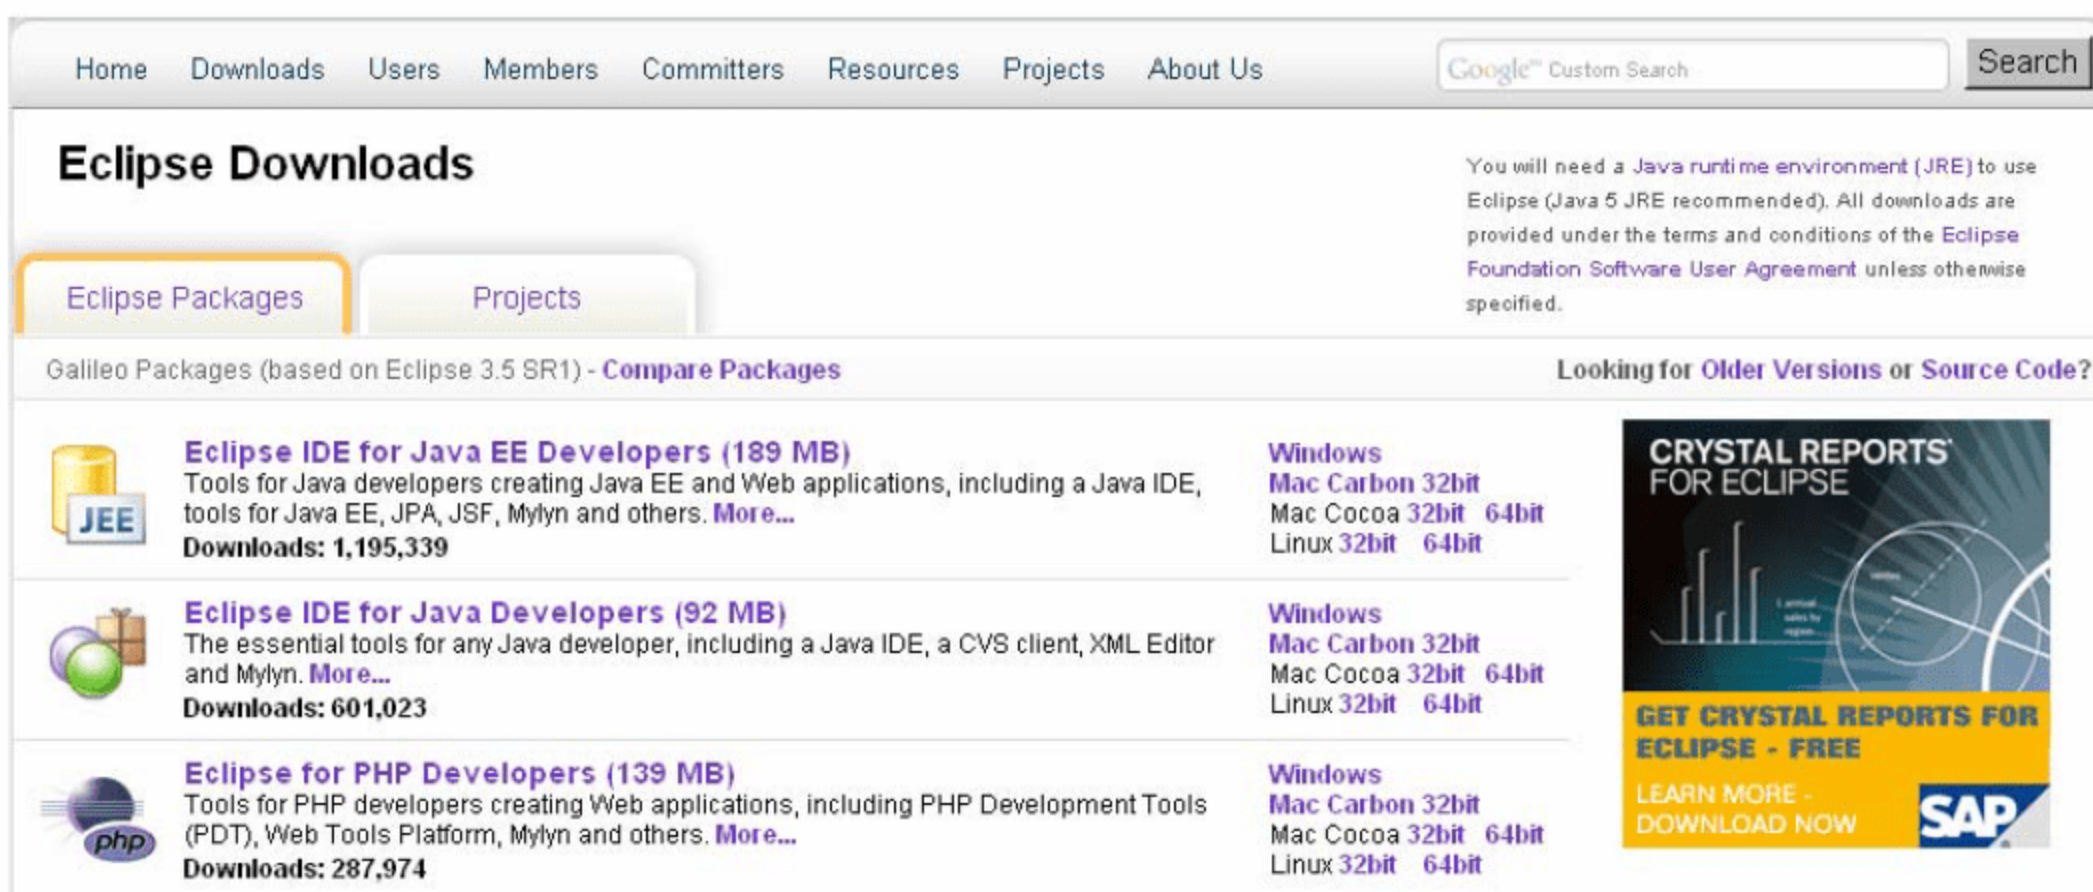 Home Downloads Users Members Committers Resources Projects About Us
Google™ Custom Search
Search
Eclipse Downloads
You will need a Java runtime environment (JRE) to use
Eclipse (Java 5 JRE recommended). All downloads are
provided under the terms and conditions of the Eclipse
Foundation Software User Agreement unless otherwise
specified.
Eclipse Packages
Projects
Galileo Packages (based on Eclipse 3.5 SR1) - Compare Packages
Looking for Older Versions or Source Code?
JEE
Eclipse IDE for Java EE Developers (189 MB)
Tools for Java developers creating Java EE and Web applications, including a Java IDE,
tools for Java EE, JPA, JSF, Mylyn and others. More...
Downloads: 1,195,339
Windows
Mac Carbon 32bit
Mac Cocoa 32bit 64bit
Linux 32bit 64bit
Eclipse IDE for Java Developers (92 MB)
The essential tools for any Java developer, including a Java IDE, a CVS client, XML Editor
and Mylyn. More...
Downloads: 601,023
Windows
Mac Carbon 32bit
Mac Cocoa 32bit 64bit
Linux 32bit 64bit
php
Eclipse for PHP Developers (139 MB)
Tools for PHP developers creating Web applications, including PHP Development Tools
(PDT), Web Tools Platform, Mylyn and others. More...
Downloads: 287,974
Windows
Mac Carbon 32bit
Mac Cocoa 32bit 64bit
Linux 32bit 64bit
CRYSTAL REPORTS
FOR ECLIPSE
GET CRYSTAL REPORTS FOR
ECLIPSE - FREE
LEARN MORE -
DOWNLOAD NOW
SAP